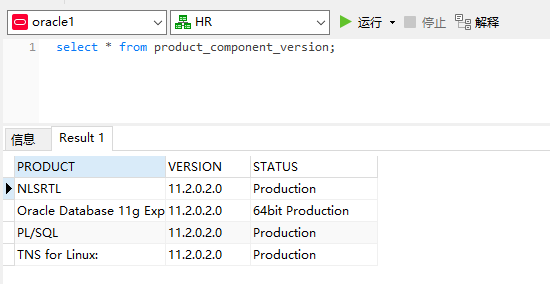 oracle1 HR 运行 停止 解释
1 select * from product_component_version;
信息 Result 1
PRODUCT VERSION STATUS
NLSRTL 11.2.0.2.0 Production
Oracle Database 11g Exp 11.2.0.2.0 64bit Production
PL/SQL 11.2.0.2.0 Production
TNS for Linux: 11.2.0.2.0 Production